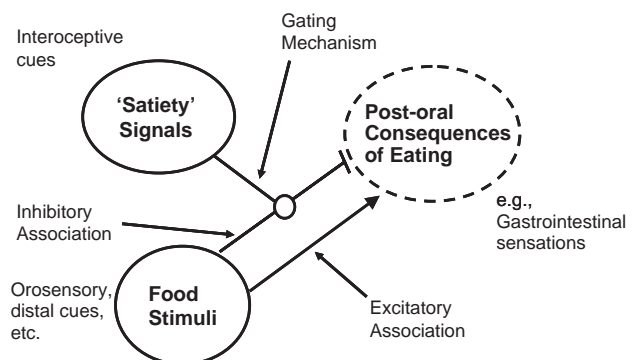 Interoceptive
cues
Gating
Mechanism
'Satiety'
Signals
Post-oral
Consequences
of Eating
Inhibitory
Association
e.g.,
Gastrointestinal
sensations
Orosensory,
distal cues,
etc.
Food
Stimuli
Excitatory
Association